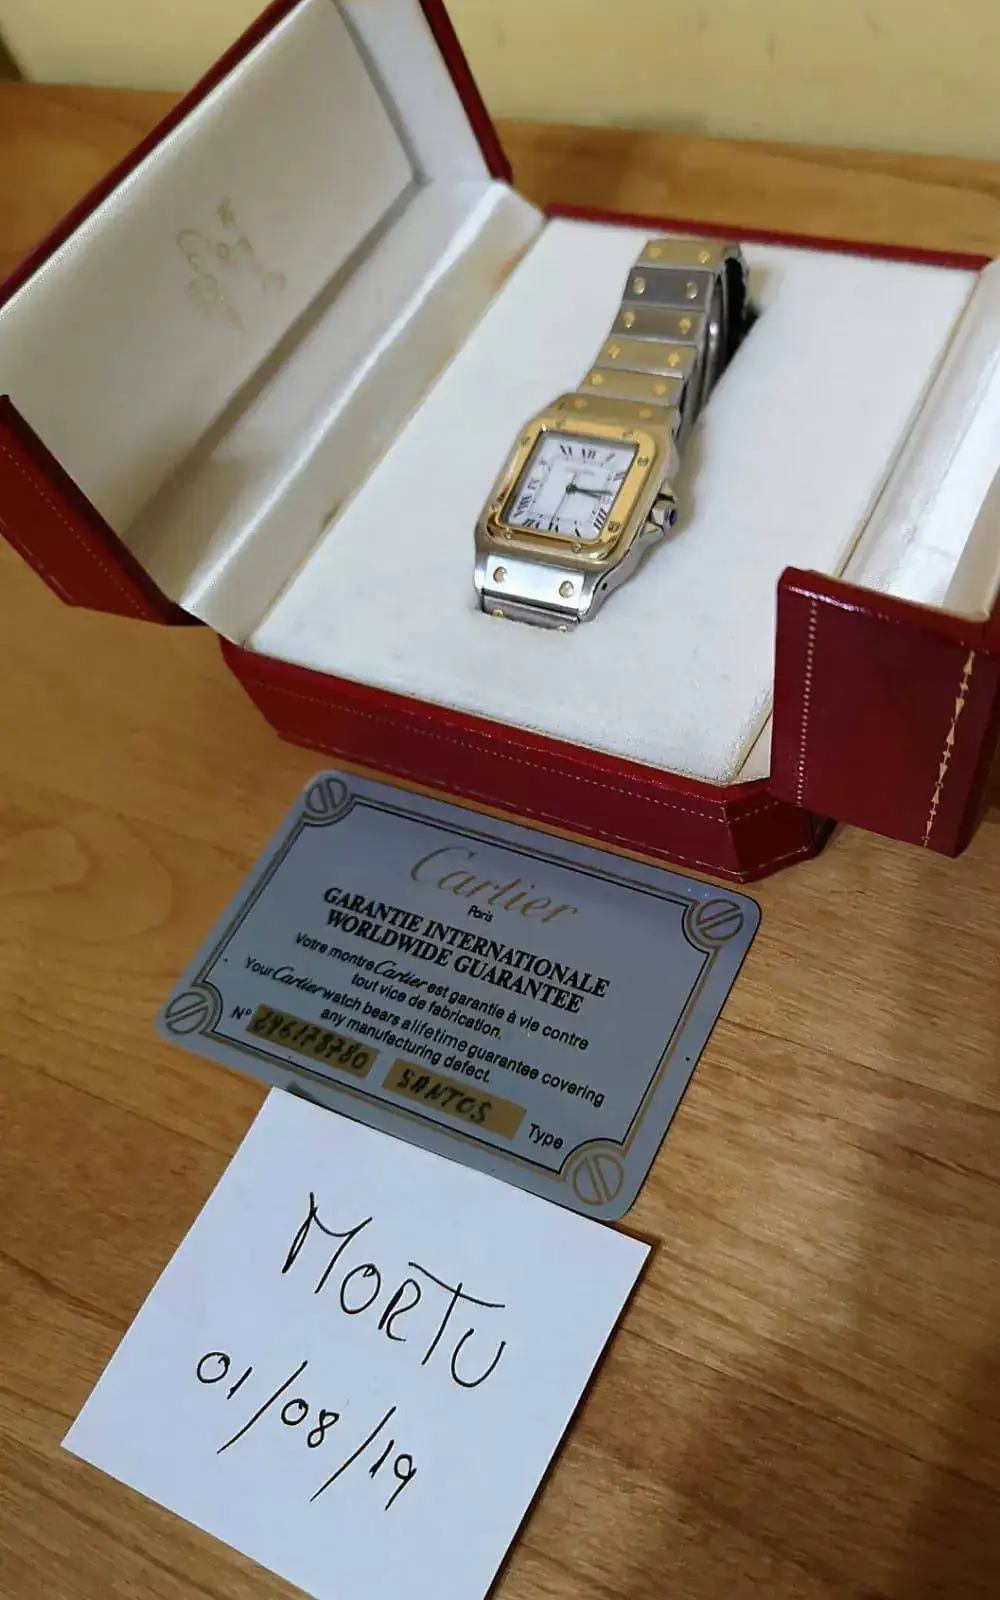 Cartier
Paris
GARANTIE INTERNATIONALE
WORLDWIDE GUARANTEE
Votre montre Cartier est garantie à vie contre
tout vice de fabrication.
Your Cartier watch bears a lifetime guarantee covering
any manufacturing defect.
N° 296178780 SANTOS Type
MORTU
01/08/19